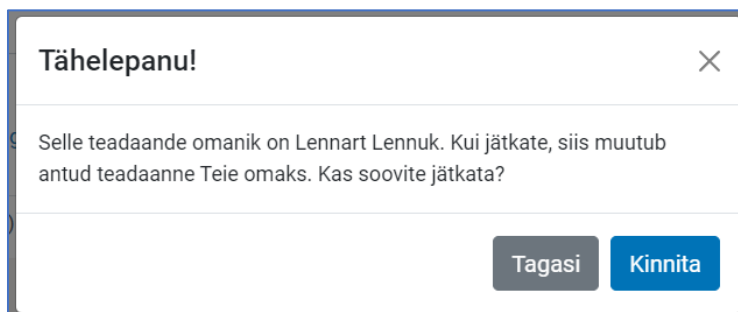 Tähelepanu!
Selle teadaande omanik on Lennart Lennuk. Kui jätkate, siis muutub
antud teadaanne Teie omaks. Kas soovite jätkata?
Tagasi Kinnita